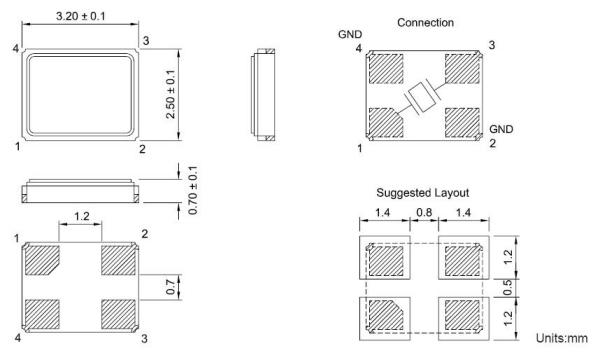 3.20 ± 0.1
4
3
1
2
2.50 ± 0.1
0.70 ± 0.1
1.2
1
2
4
3
0.7
Connection
GND
4
3
1
GND
2
Suggested Layout
1.4
0.8
1.4
1.2
0.5
1.2
Units:mm